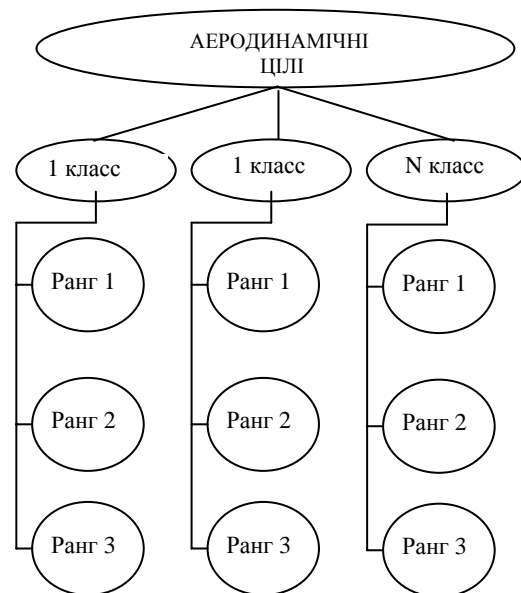 АЕРОДИНАМІЧНІ
ЦІЛІ
1 класс
1 класс
N класс
Ранг 1
Ранг 1
Ранг 1
Ранг 2
Ранг 2
Ранг 2
Ранг 3
Ранг 3
Ранг 3